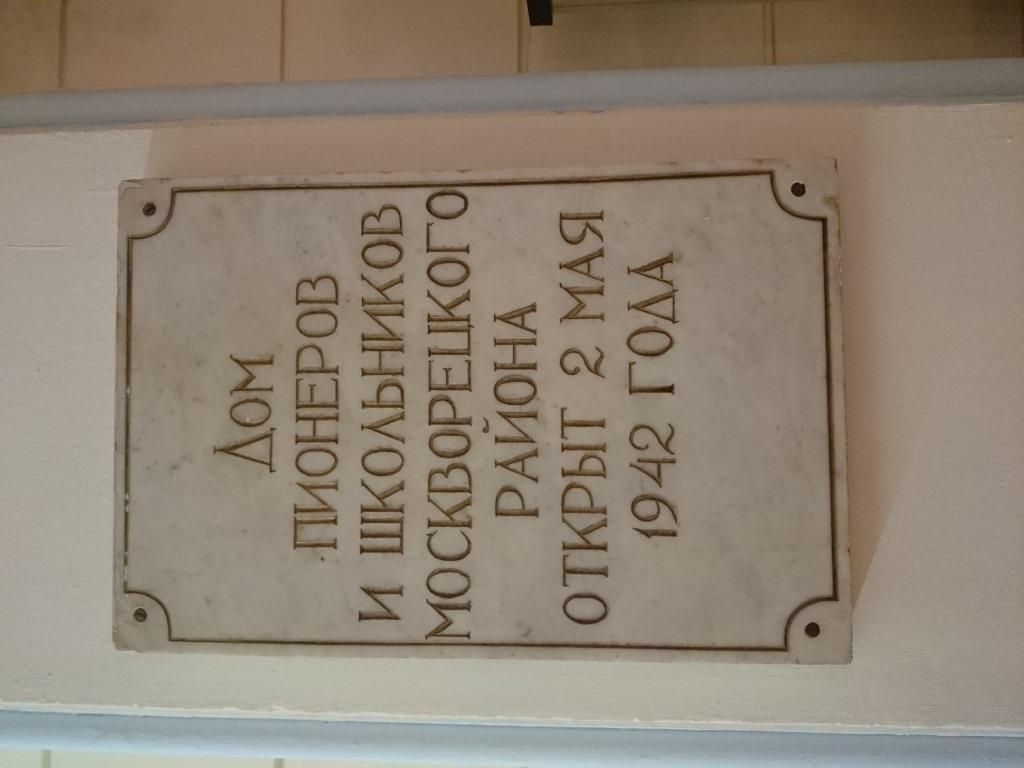 ДОМ
ПИОНЕРОВ
И ШКОЛЬНИКОВ
МОСКВОРЕЦКОГО
РАЙОНА
ОТКРЫТ 2 МАЯ
1942 ГОДА